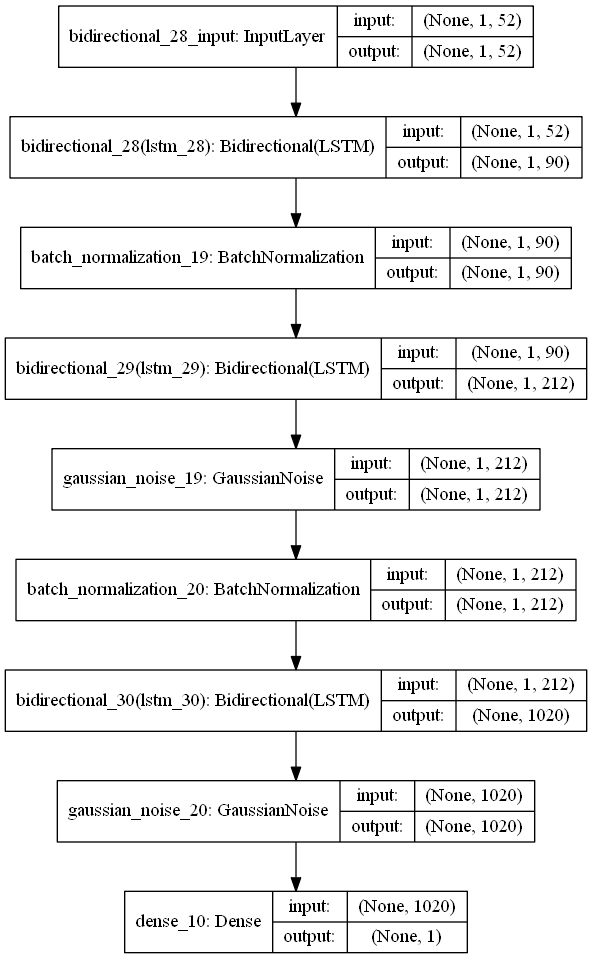 bidirectional_28_input: InputLayer
input: (None, 1, 52)
output: (None, 1, 52)
bidirectional_28(lstm_28): Bidirectional(LSTM)
input: (None, 1, 52)
output: (None, 1, 90)
batch_normalization_19: BatchNormalization
input: (None, 1, 90)
output: (None, 1, 90)
bidirectional_29(lstm_29): Bidirectional(LSTM)
input: (None, 1, 90)
output: (None, 1, 212)
gaussian_noise_19: GaussianNoise
input: (None, 1, 212)
output: (None, 1, 212)
batch_normalization_20: BatchNormalization
input: (None, 1, 212)
output: (None, 1, 212)
bidirectional_30(lstm_30): Bidirectional(LSTM)
input: (None, 1, 212)
output: (None, 1020)
gaussian_noise_20: GaussianNoise
input: (None, 1020)
output: (None, 1020)
dense_10: Dense
input: (None, 1020)
output: (None, 1)